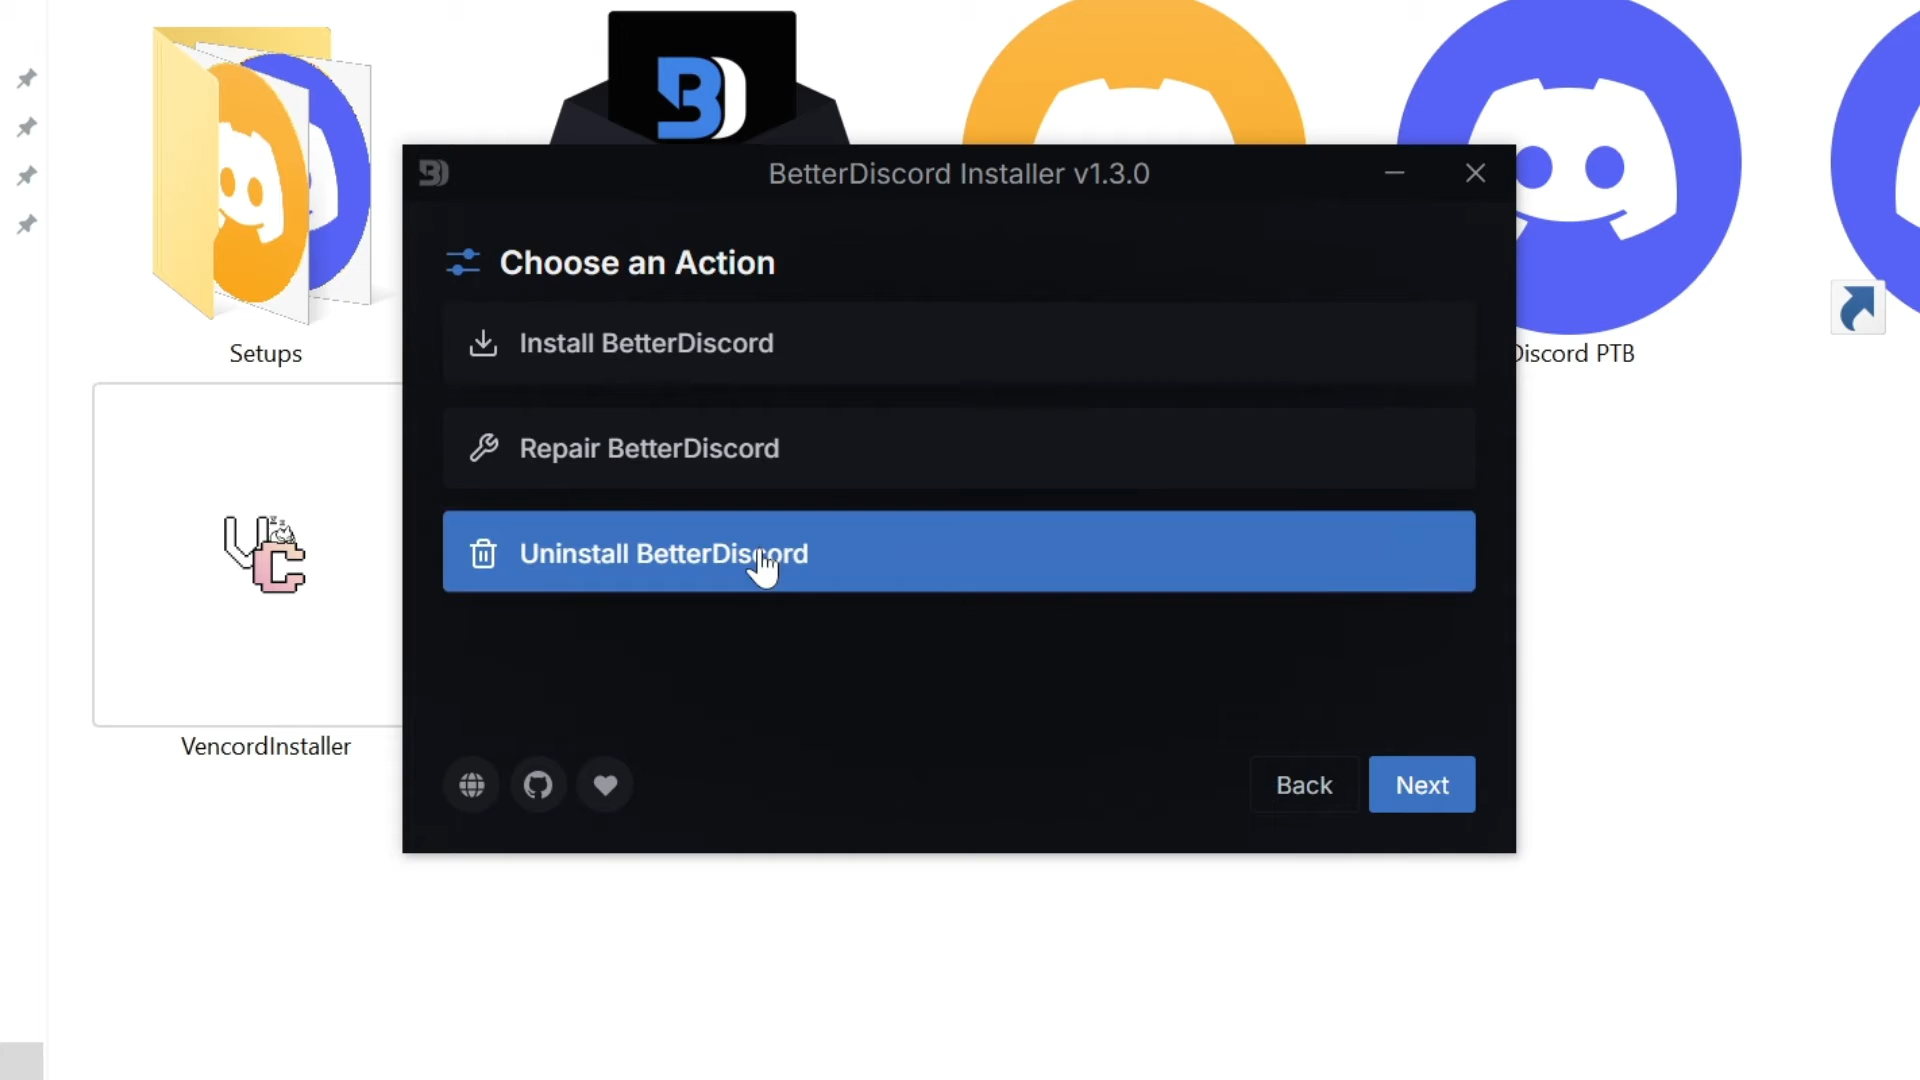 BetterDiscord Installer v1.3.0
Choose an Action
Install BetterDiscord
Setups
Discord PTB
Repair BetterDiscord
Uninstall BetterDiscord
VencordInstaller
Back
Next